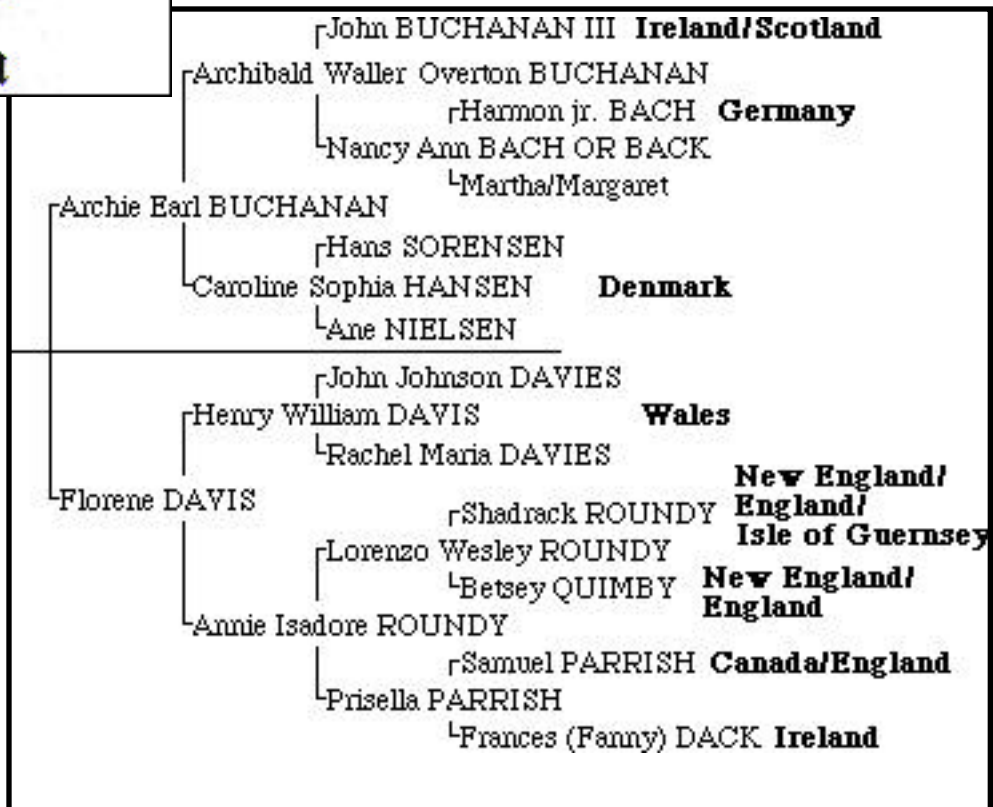 John BUCHANAN III Ireland/Scotland
Archibald Waller Overton BUCHANAN
Harmon jr. BACH Germany
Nancy Ann BACH OR BACK
Martha/Margaret
Archie Earl BUCHANAN
Hans SORENSEN
Caroline Sophia HANSEN Denmark
Ane NIELSEN
John Johnson DAVIES
Henry William DAVIS Wales
Rachel Maria DAVIES
New England/
Florene DAVIS
Shadrack ROUNDY England/
Isle of Guernsey
Lorenzo Wesley ROUNDY
Betsey QUIMBY New England/
England
Annie Isadore ROUNDY
Samuel PARRISH Canada/England
Prisella PARRISH
Frances (Fanny) DACK Ireland